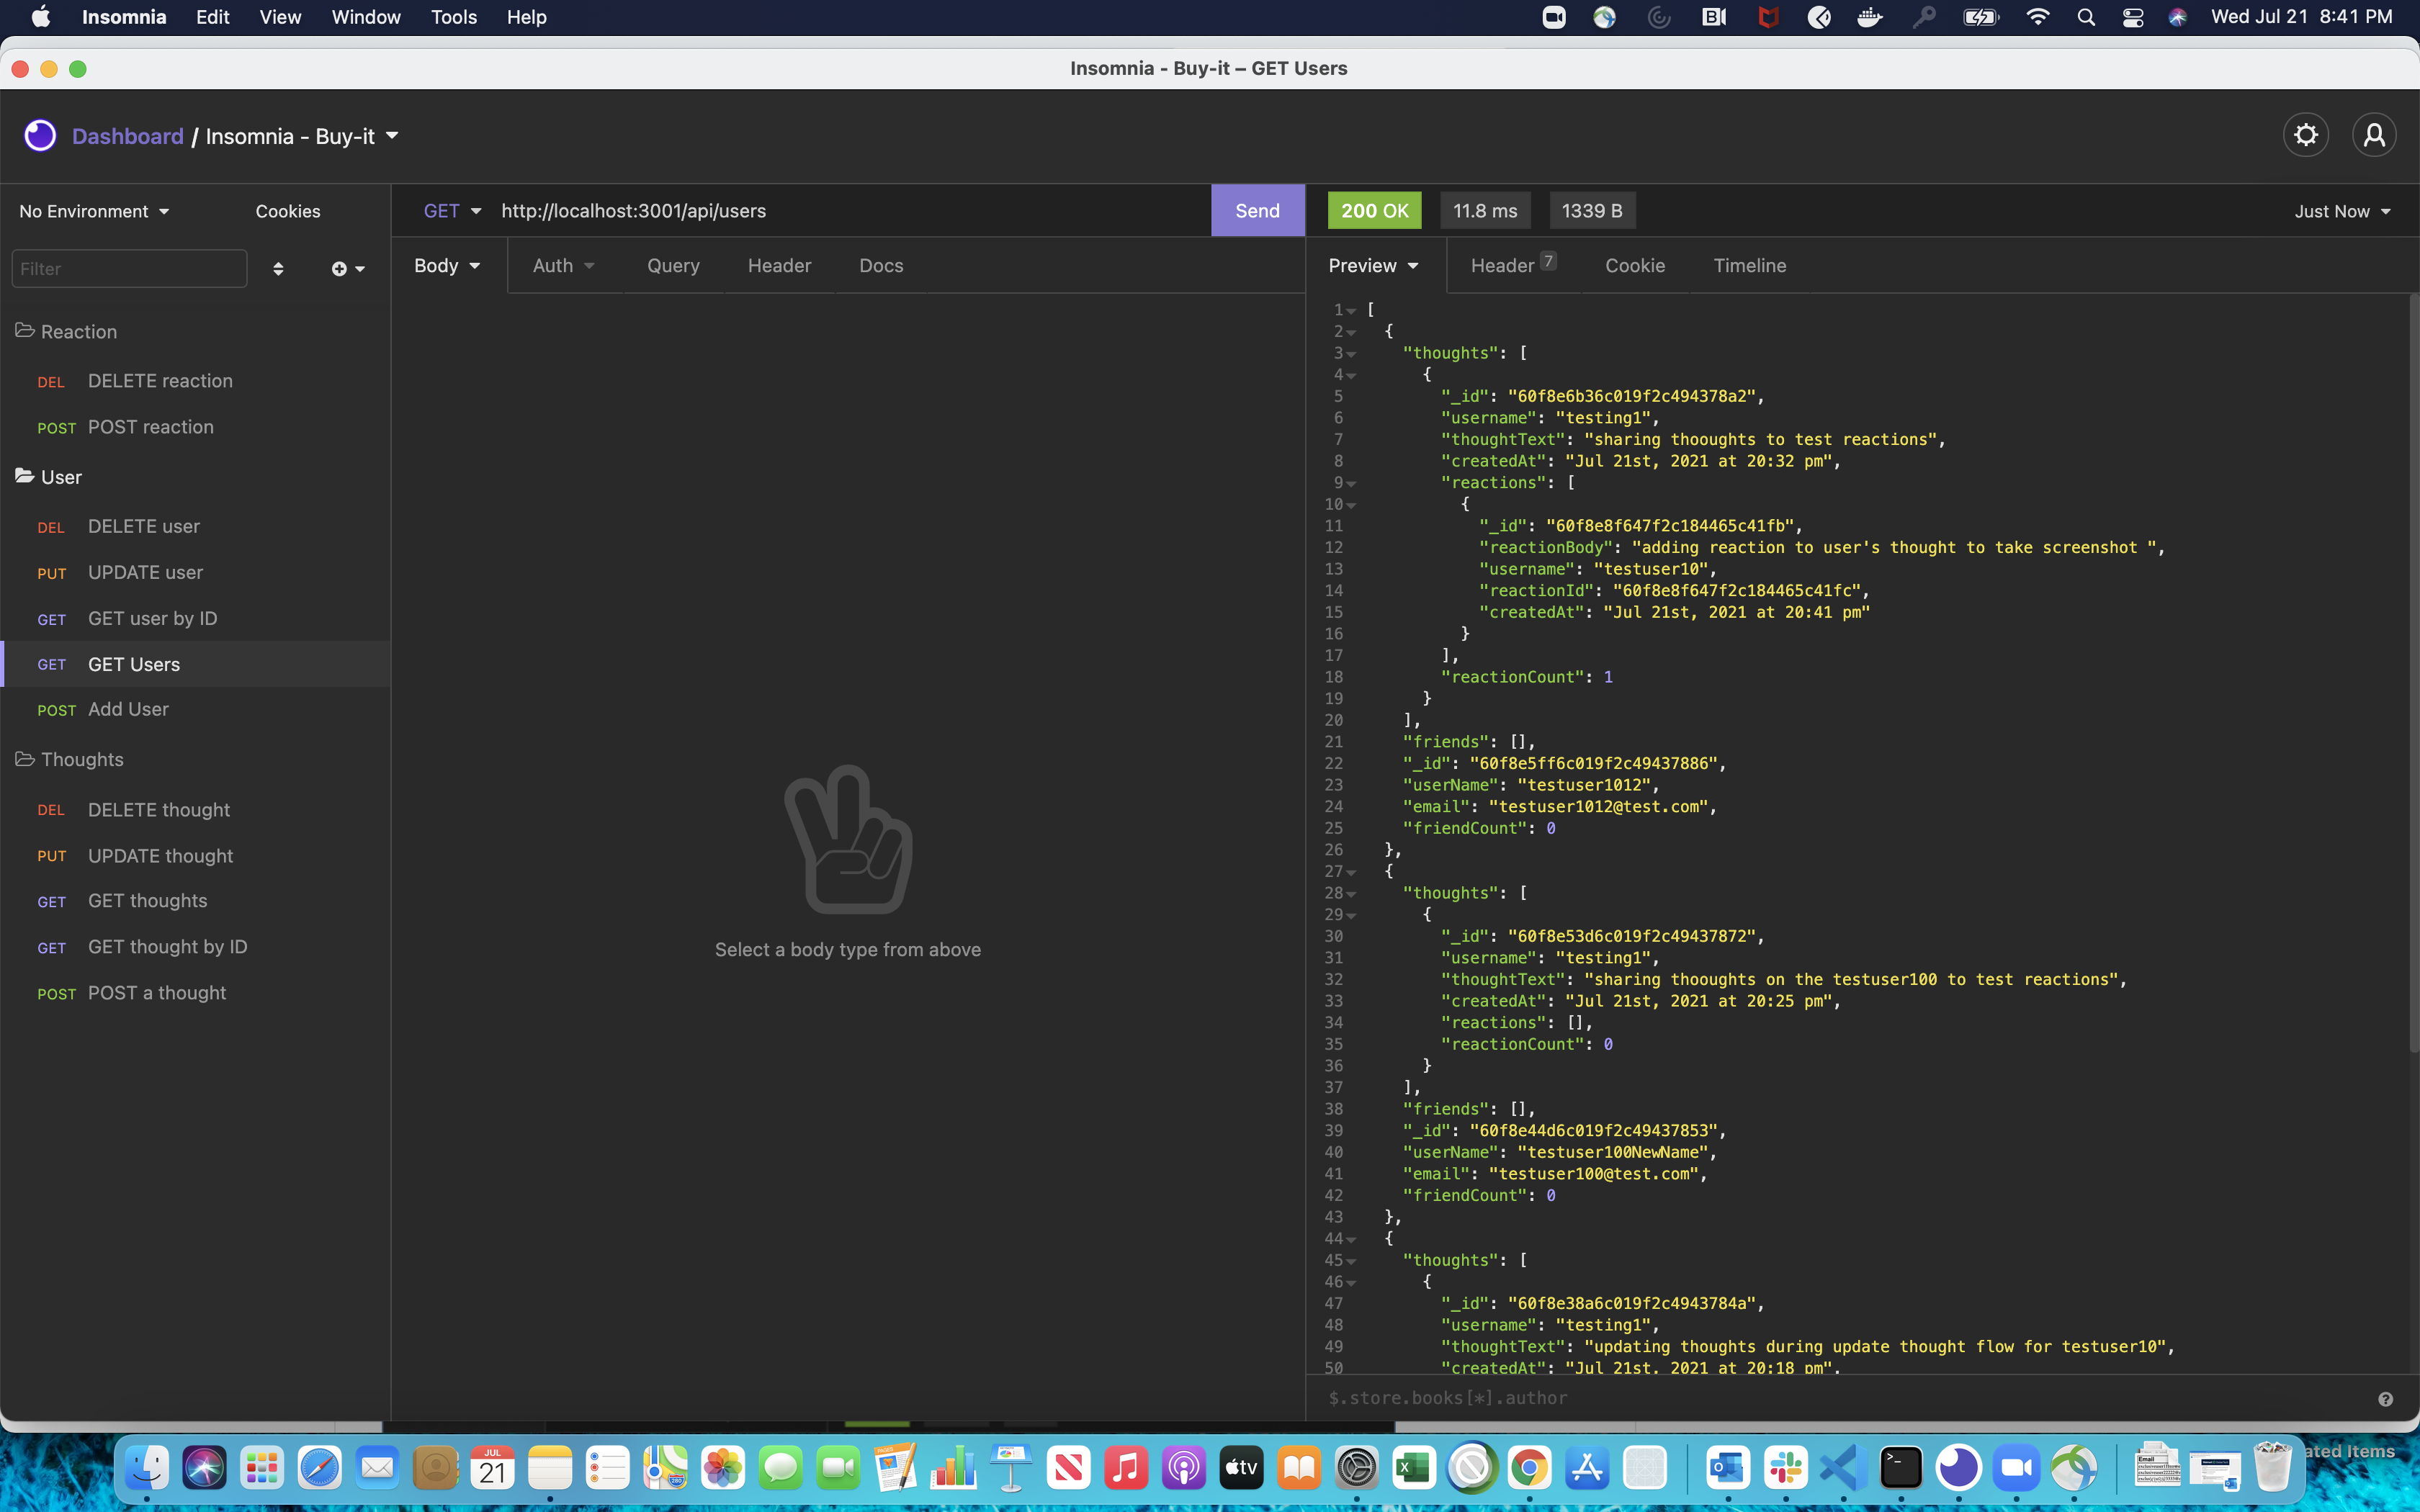 Insomnia Edit View Window Tools Help Wed Jul 21 8:41 PM
Insomnia - Buy-it – GET Users
Dashboard / Insomnia - Buy-it
No Environment Cookies
Filter
Reaction
DEL DELETE reaction
POST POST reaction
User
DEL DELETE user
PUT UPDATE user
GET GET user by ID
GET GET Users
POST Add User
Thoughts
DEL DELETE thought
PUT UPDATE thought
GET GET thoughts
GET GET thought by ID
POST POST a thought
GET http://localhost:3001/api/users Send
Body Auth Query Header Docs
Select a body type from above
200 OK 11.8 ms 1339 B Just Now
Preview Header 7 Cookie Timeline
1 [
2 {
3 "thoughts": [
4 {
5 "_id": "60f8e6b36c019f2c494378a2",
6 "username": "testing1",
7 "thoughtText": "sharing thooughts to test reactions",
8 "createdAt": "Jul 21st, 2021 at 20:32 pm",
9 "reactions": [
10 {
11 "_id": "60f8e8f647f2c184465c41fb",
12 "reactionBody": "adding reaction to user's thought to take screenshot ",
13 "username": "testuser10",
14 "reactionId": "60f8e8f647f2c184465c41fc",
15 "createdAt": "Jul 21st, 2021 at 20:41 pm"
16 }
17 ],
18 "reactionCount": 1
19 }
20 ],
21 "friends": [],
22 "_id": "60f8e5ff6c019f2c49437886",
23 "userName": "testuser1012",
24 "email": "testuser1012@test.com",
25 "friendCount": 0
26 },
27 {
28 "thoughts": [
29 {
30 "_id": "60f8e53d6c019f2c49437872",
31 "username": "testing1",
32 "thoughtText": "sharing thooughts on the testuser100 to test reactions",
33 "createdAt": "Jul 21st, 2021 at 20:25 pm",
34 "reactions": [],
35 "reactionCount": 0
36 }
37 ],
38 "friends": [],
39 "_id": "60f8e44d6c019f2c49437853",
40 "userName": "testuser100NewName",
41 "email": "testuser100@test.com",
42 "friendCount": 0
43 },
44 {
45 "thoughts": [
46 {
47 "_id": "60f8e38a6c019f2c4943784a",
48 "username": "testing1",
49 "thoughtText": "updating thoughts during update thought flow for testuser10",
50 "createdAt": "Jul 21st, 2021 at 20:18 pm",
$.store.books[*].author
JUL
21
tv
ated Items